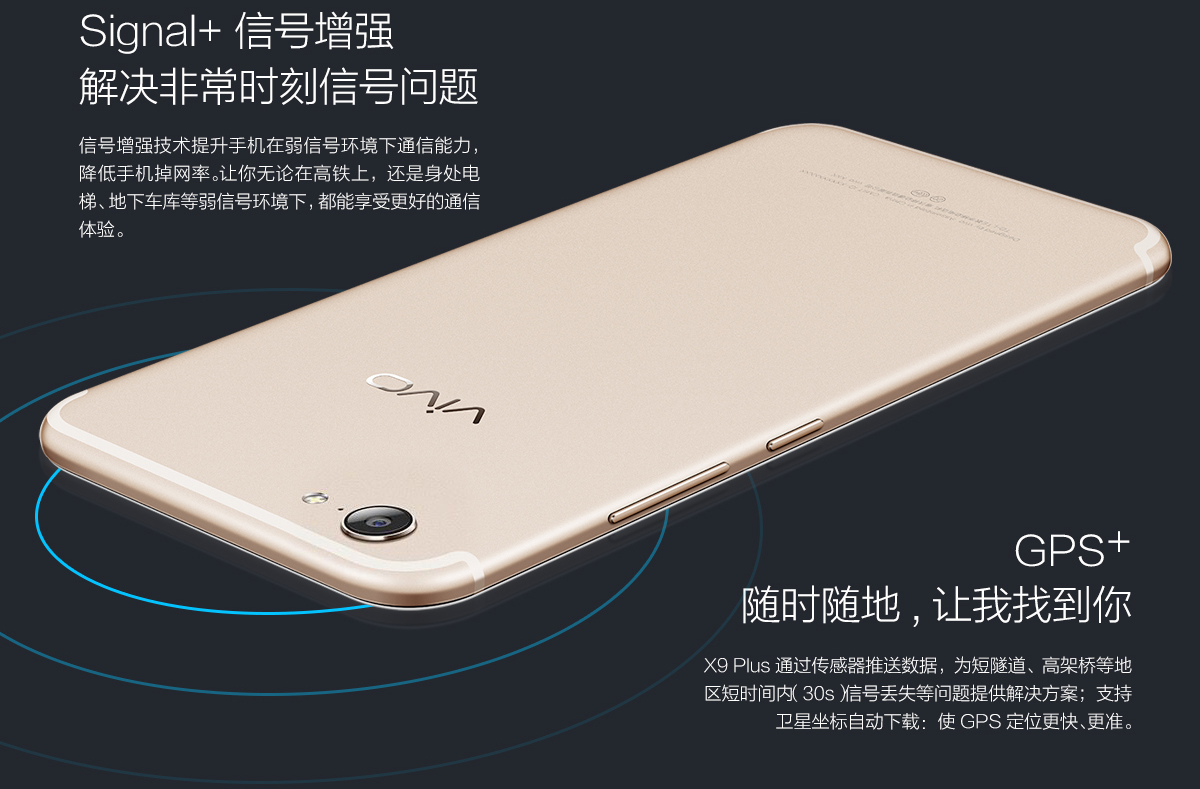 Signal+ 信号增强
解决非常时刻信号问题
信号增强技术提升手机在弱信号环境下通信能力，
降低手机掉网率。让你无论在高铁上，还是身处电
梯、地下车库等弱信号环境下，都能享受更好的通信
体验。
vivo
GPS+
随时随地，让我找到你
X9 Plus 通过传感器推送数据，为短隧道、高架桥等地
区短时间内( 30s )信号丢失等问题提供解决方案；支持
卫星坐标自动下载：使 GPS 定位更快、更准。